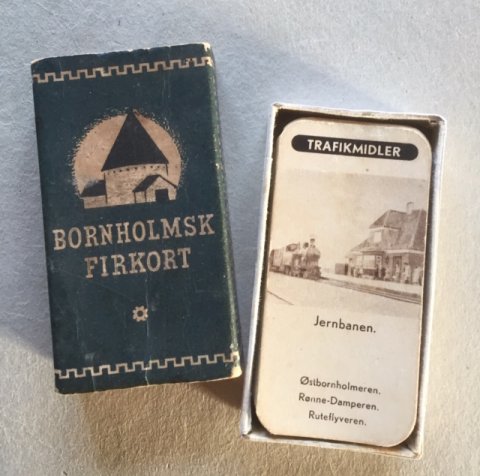 BORNHOLMSK
FIRKORT
TRAFIKMIDLER
Jernbanen.
Østbornholmeren.
Rønne-Damperen.
Ruteflyveren.